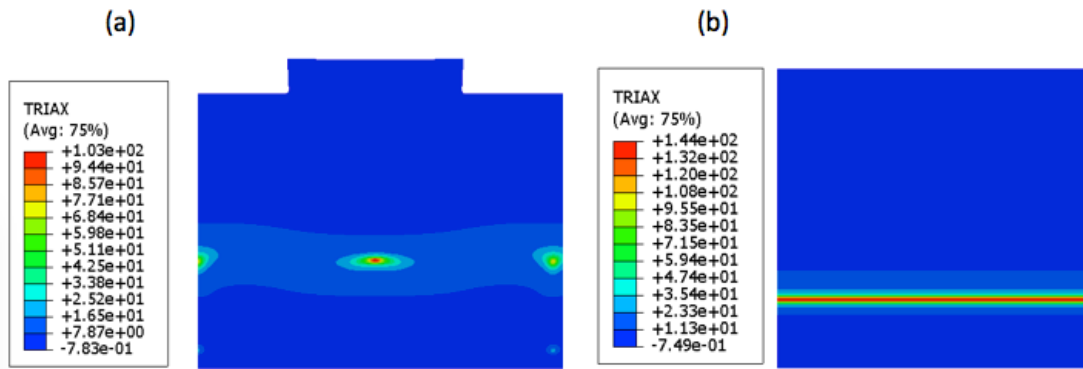 (a)
(b)
TRIAX
(Avg: 75%)
+1.03e+02
+9.44e+01
+8.57e+01
+7.71e+01
+6.84e+01
+5.98e+01
+5.11e+01
+4.25e+01
+3.38e+01
+2.52e+01
+1.65e+01
+7.87e+00
-7.83e-01
TRIAX
(Avg: 75%)
+1.44e+02
+1.32e+02
+1.20e+02
+1.08e+02
+9.55e+01
+8.35e+01
+7.15e+01
+5.94e+01
+4.74e+01
+3.54e+01
+2.33e+01
+1.13e+01
-7.49e-01